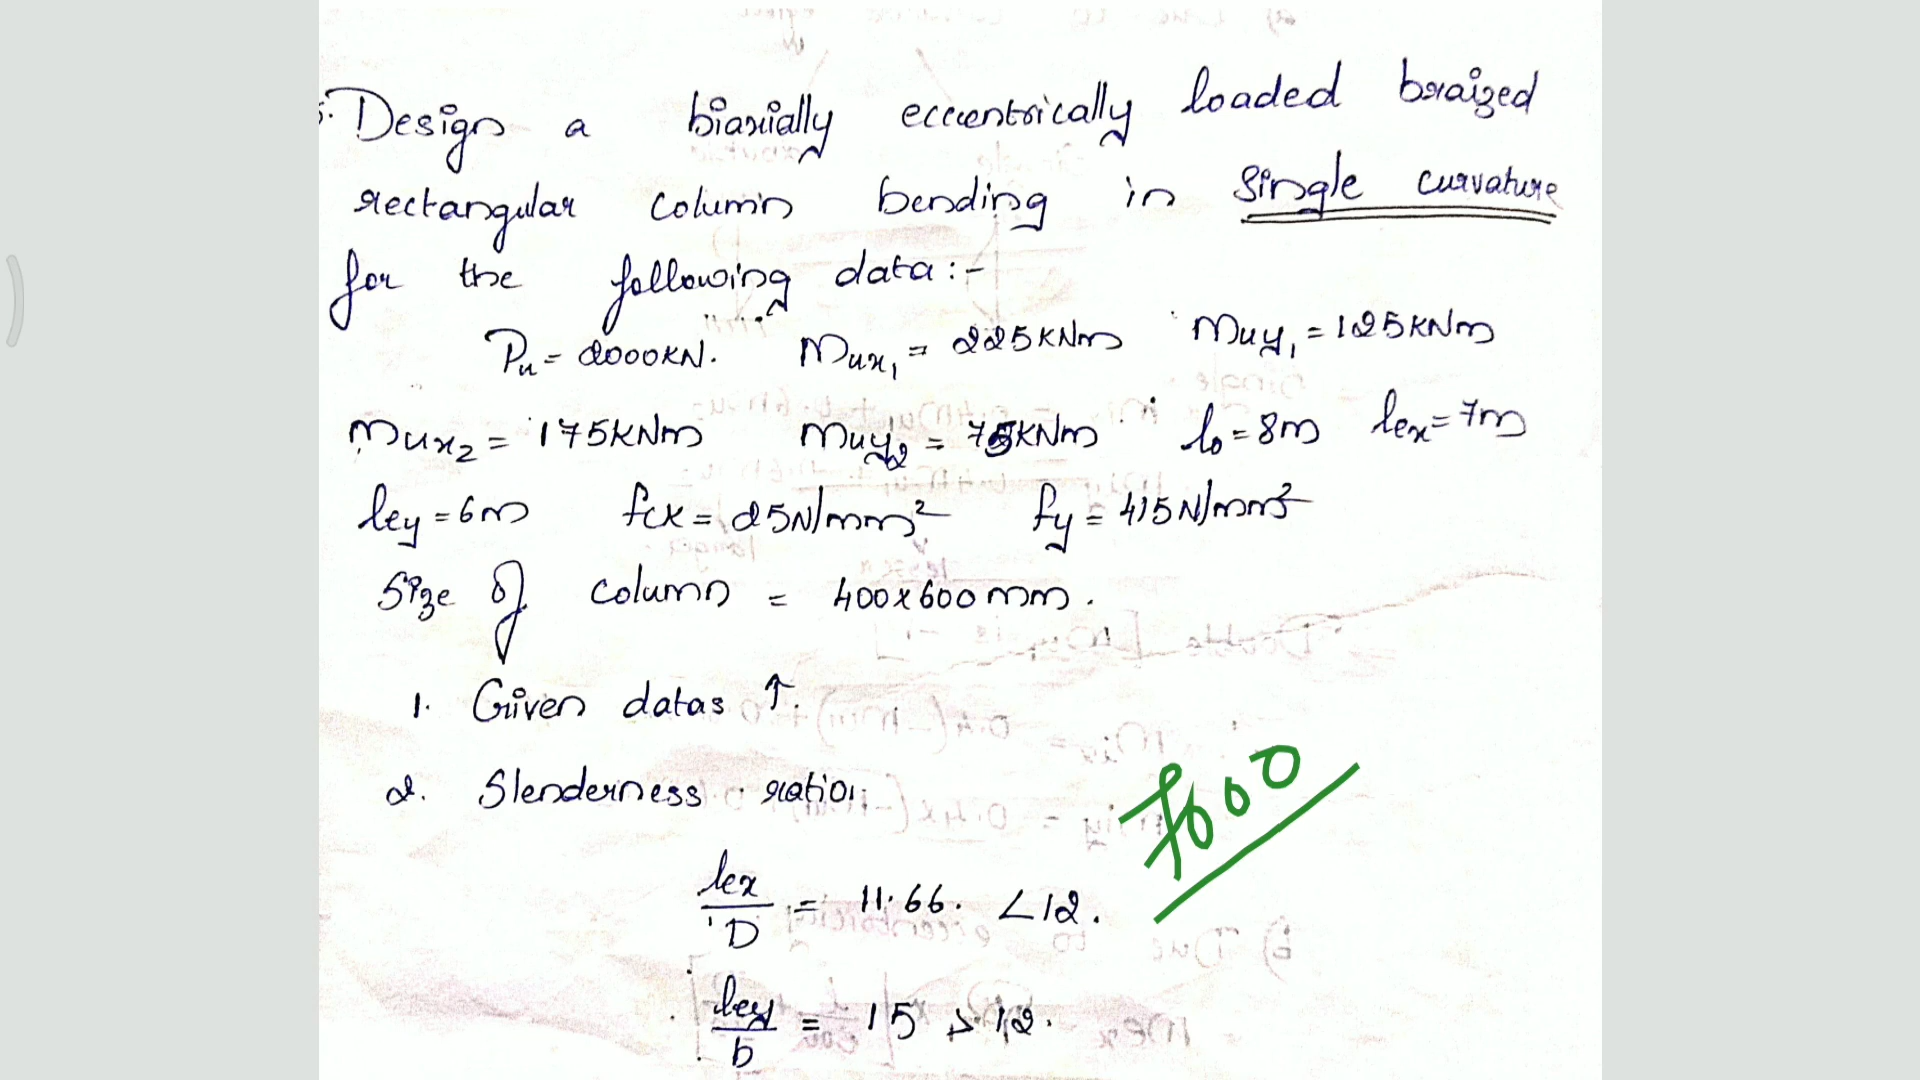 5. Design a biaxially eccentrically loaded braized
rectangular column bending in single curvature
for the following data:-
Pu = 2000KN. Mux1 = 225KNm Muy1 = 125KNm
Mux2 = 175KNm Muy2 = 75KNm l0 = 8m lex = 7m
ley = 6m fck = 25N/mm² fy = 415N/mm²
Size of column = 400x600mm.
1. Given datas ↑.
2. Slenderness ratio
7000
lex/D = 11.66. <12.
ley/b = 15 > 12.